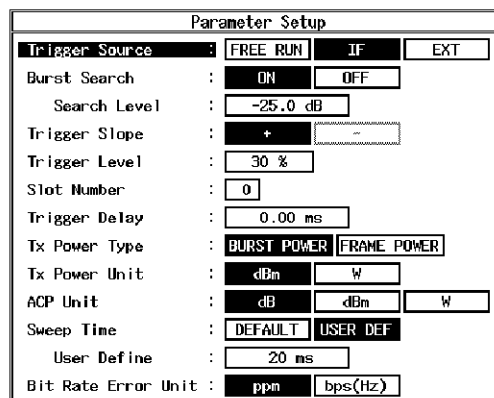 Parameter Setup
Trigger Source : FREE RUN IF EXT
Burst Search : ON OFF
Search Level : -25.0 dB
Trigger Slope : + -
Trigger Level : 30 %
Slot Number : 0
Trigger Delay : 0.00 ms
Tx Power Type : BURST POWER FRAME POWER
Tx Power Unit : dBm W
ACP Unit : dB dBm W
Sweep Time : DEFAULT USER DEF
User Define : 20 ms
Bit Rate Error Unit : ppm bps(Hz)